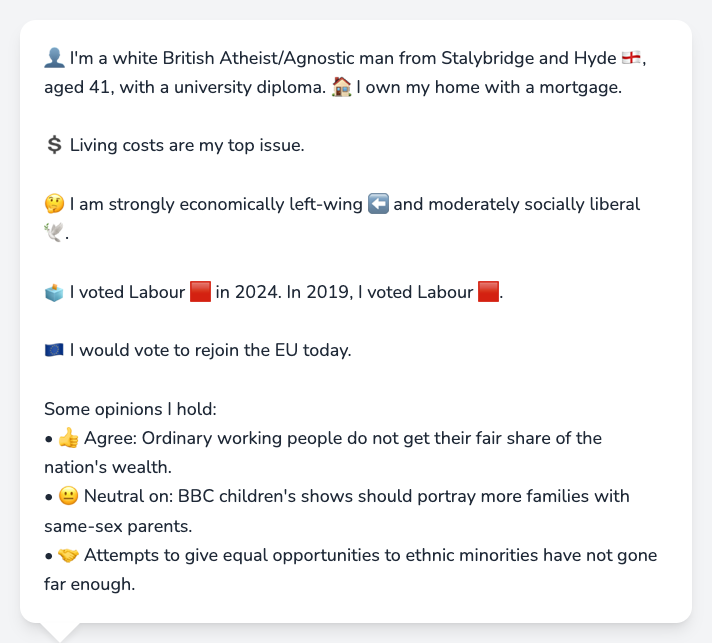 👤 I'm a white British Atheist/Agnostic man from Stalybridge and Hyde 🏴󠁧󠁢󠁥󠁮󠁧󠁿,
aged 41, with a university diploma. 🏠 I own my home with a mortgage.
💲 Living costs are my top issue.
🤔 I am strongly economically left-wing ⬅️ and moderately socially liberal
🕊️.
🗳️ I voted Labour 🟥 in 2024. In 2019, I voted Labour 🟥.
🇪🇺 I would vote to rejoin the EU today.
Some opinions I hold:
• 👍 Agree: Ordinary working people do not get their fair share of the
nation's wealth.
• 😐 Neutral on: BBC children's shows should portray more families with
same-sex parents.
• 🤝 Attempts to give equal opportunities to ethnic minorities have not gone
far enough.